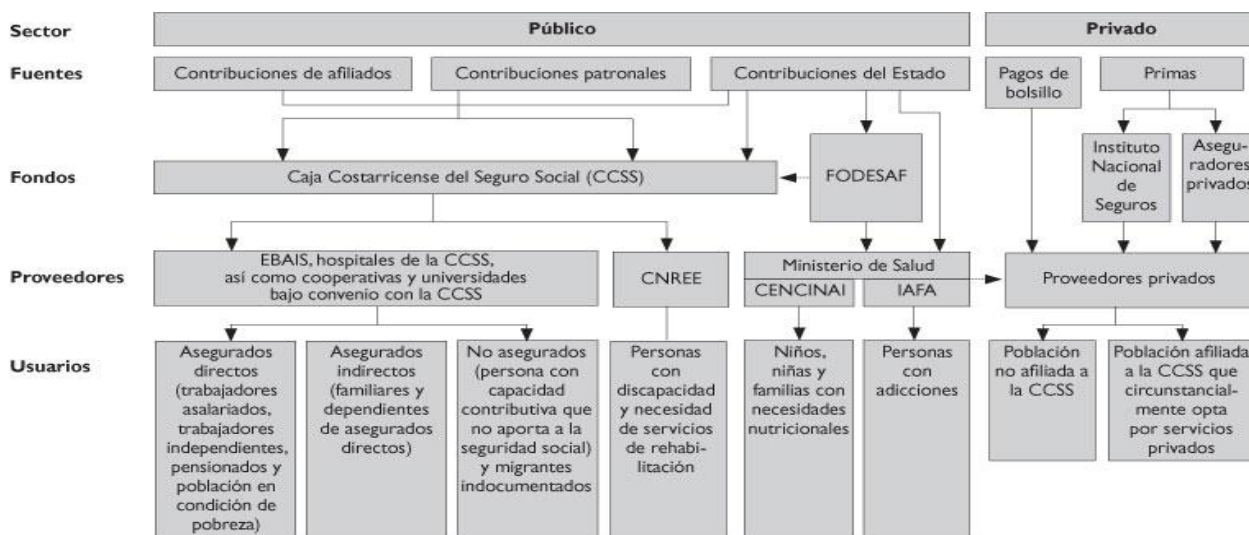 Sector
Público
Privado
Fuentes
Contribuciones de afiliados
Contribuciones patronales
Contribuciones del Estado
Pagos de
bolsillo
Primas
Fondos
Caja Costarricense del Seguro Social (CCSS)
FODESAF
Instituto
Nacional
de
Seguros
Asegu-
radores
privados
Proveedores
EBAIS, hospitales de la CCSS,
así como cooperativas y universidades
bajo convenio con la CCSS
CNREE
Ministerio de Salud
CENCINAI
IAFA
Proveedores privados
Usuarios
Asegurados
directos
(trabajadores
asalariados,
trabajadores
independientes,
pensionados y
población en
condición de
pobreza)
Asegurados
indirectos
(familiares y
dependientes
de asegurados
directos)
No asegurados
(persona con
capacidad
contributiva que
no aporta a la
seguridad social)
y migrantes
indocumentados
Personas
con
discapacidad
y necesidad
de servicios
de rehabi-
litación
Niños,
niñas y
familias con
necesidades
nutricionales
Personas
con
adicciones
Población
no afiliada a
la CCSS
Población afiliada
a la CCSS que
circunstancial-
mente opta
por servicios
privados